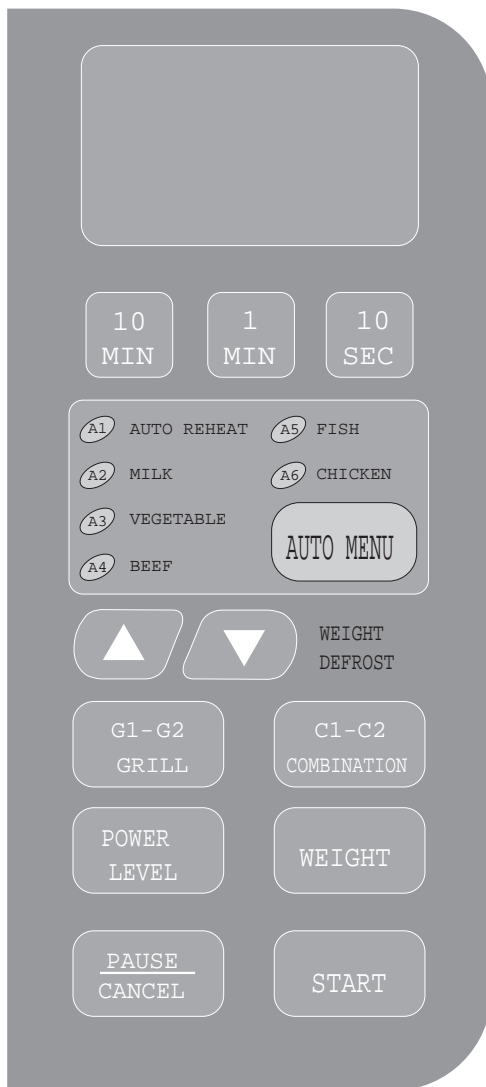 10
MIN
1
MIN
10
SEC
A1 AUTO REHEAT
A2 MILK
A3 VEGETABLE
A4 BEEF
A5 FISH
A6 CHICKEN
AUTO MENU
WEIGHT
DEFROST
G1-G2
GRILL
C1-C2
COMBINATION
POWER
LEVEL
WEIGHT
PAUSE
CANCEL
START